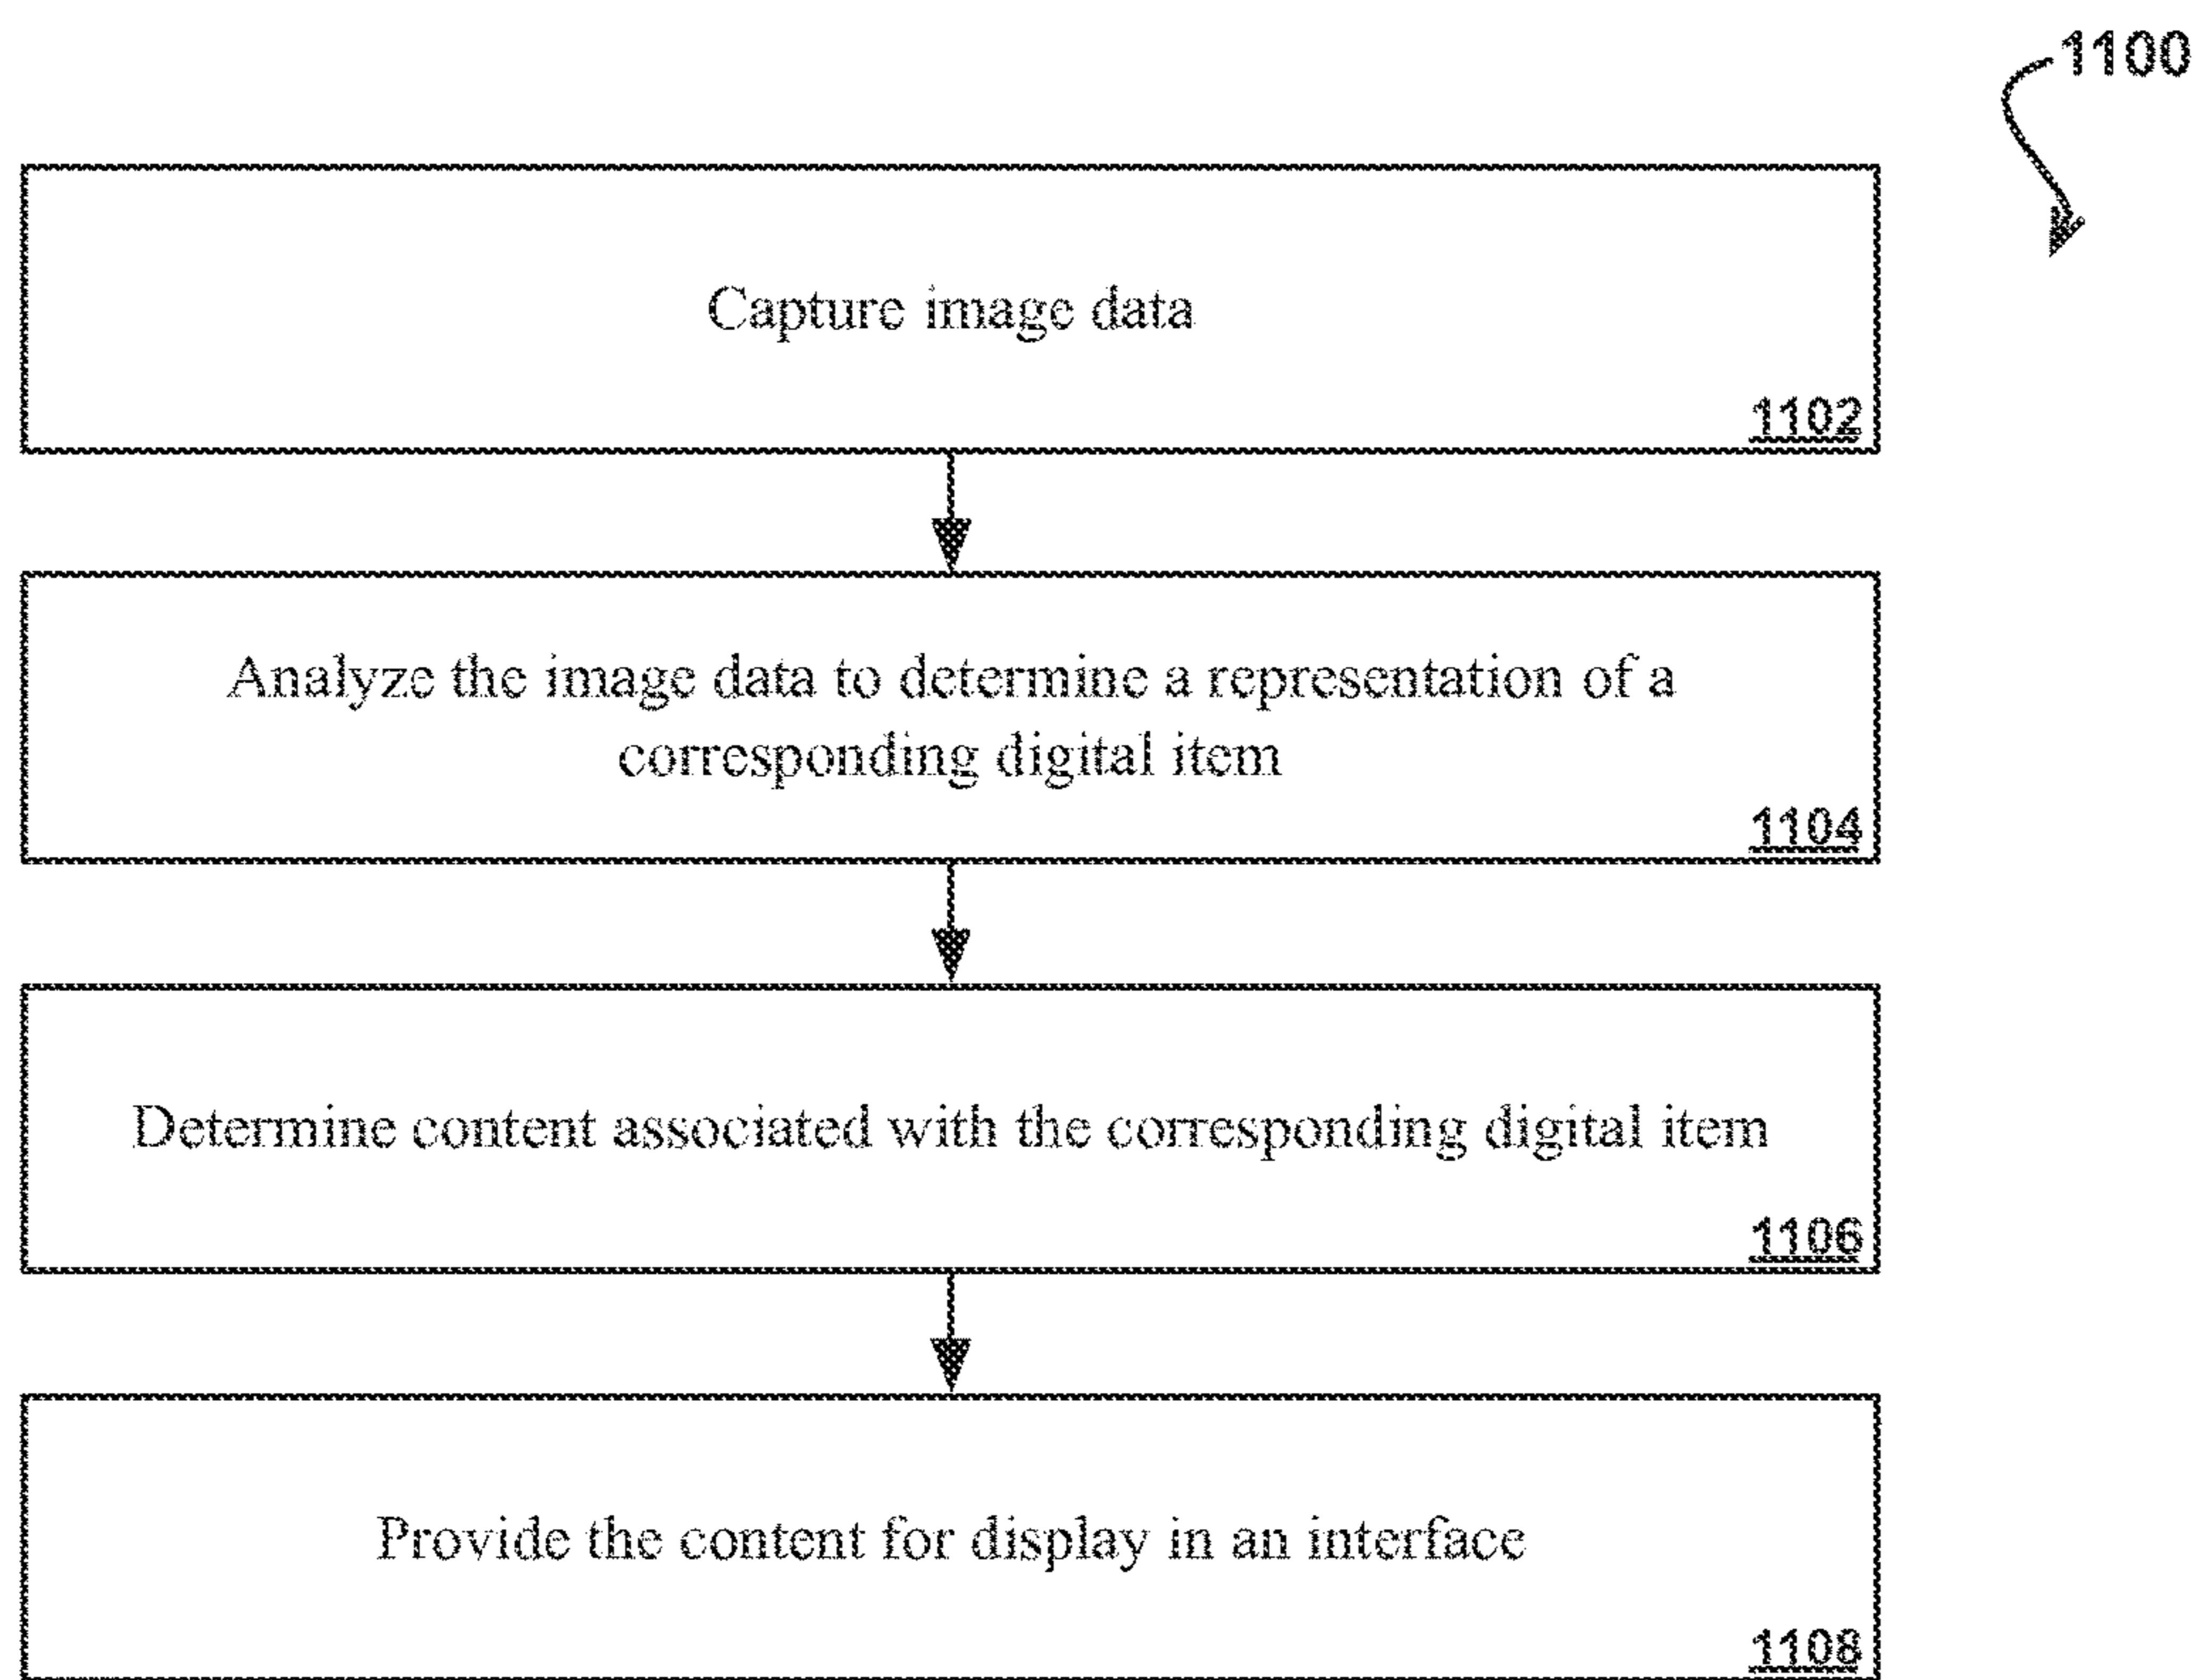 1100
Capture image data
1102
Analyze the image data to determine a representation of a
corresponding digital item
1104
Determine content associated with the corresponding digital item
1106
Provide the content for display in an interface
1108